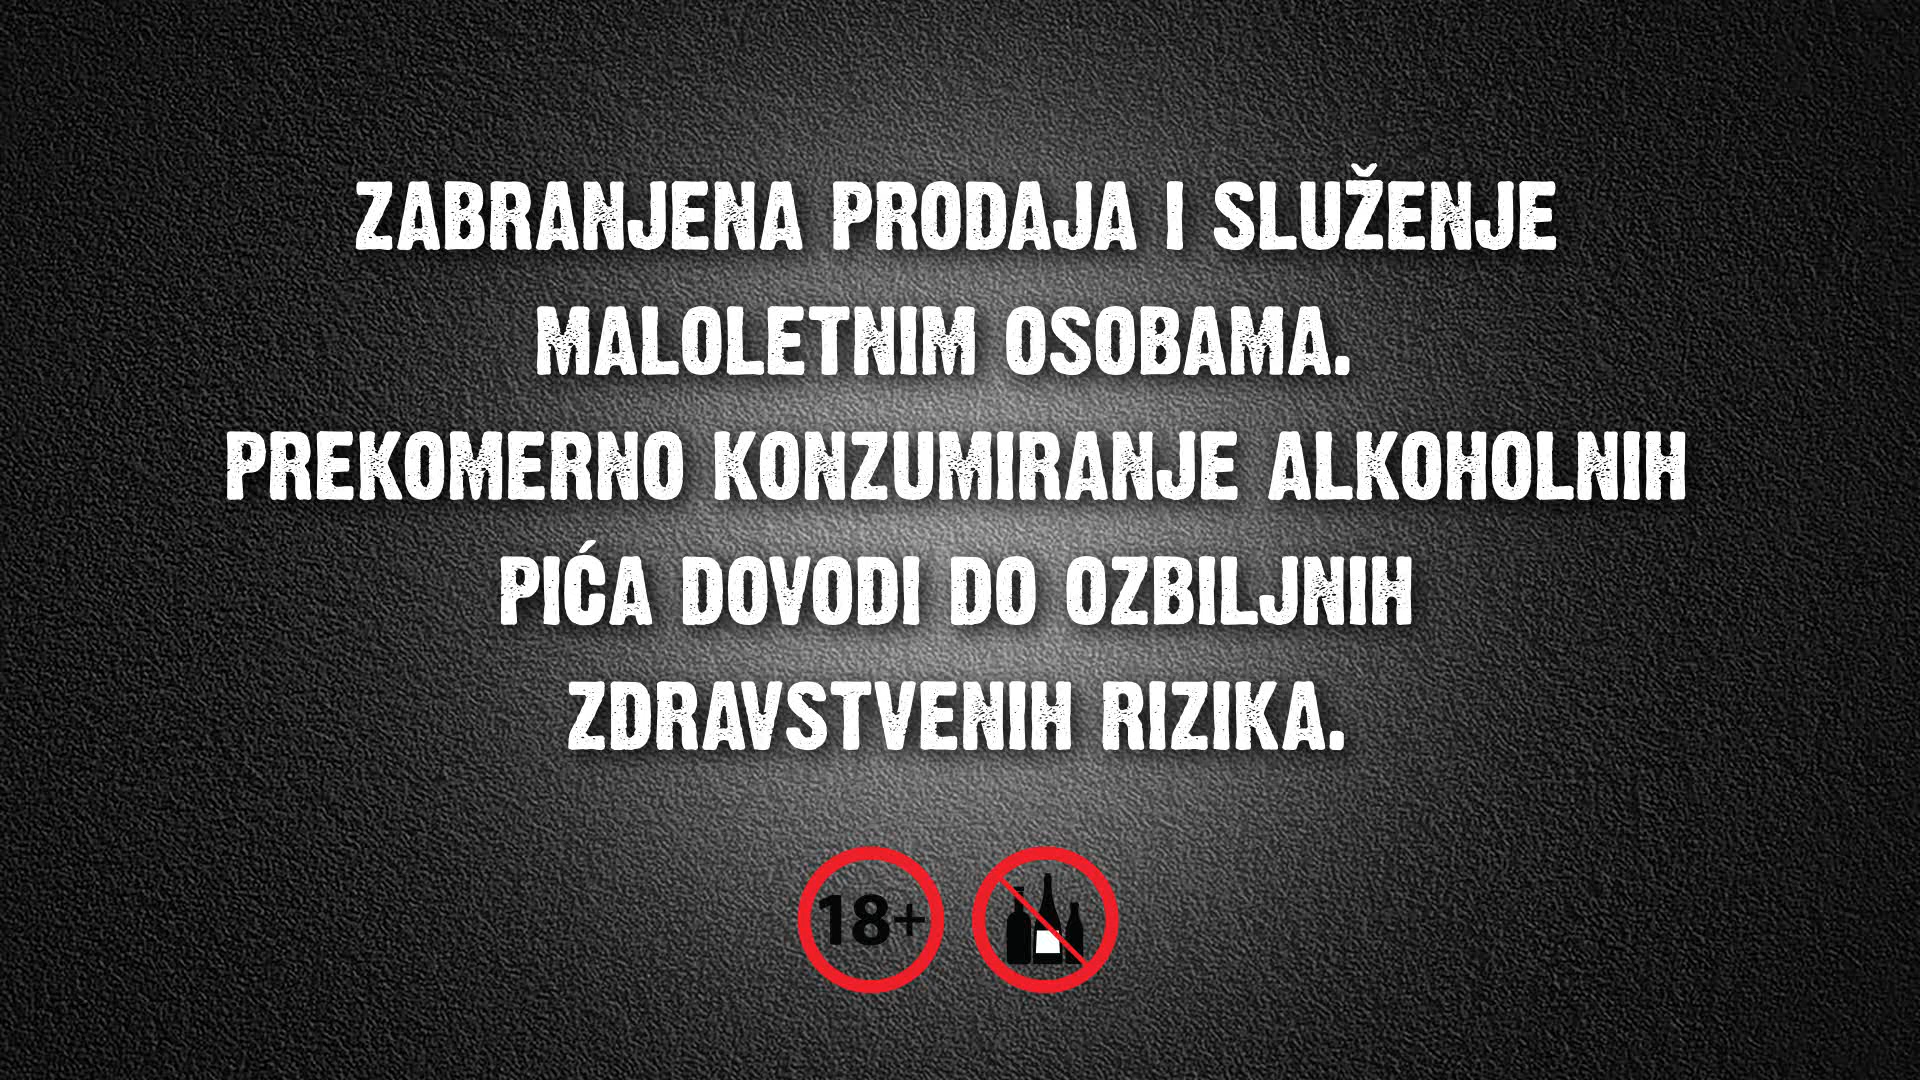 ZABRANJENA PRODAJA I SLUŽENJE
MALOLETNIM OSOBAMA.
PREKOMERNO KONZUMIRANJE ALKOHOLNIH
PIĆA DOVODI DO OZBILJNIH
ZDRAVSTVENIH RIZIKA.
18+